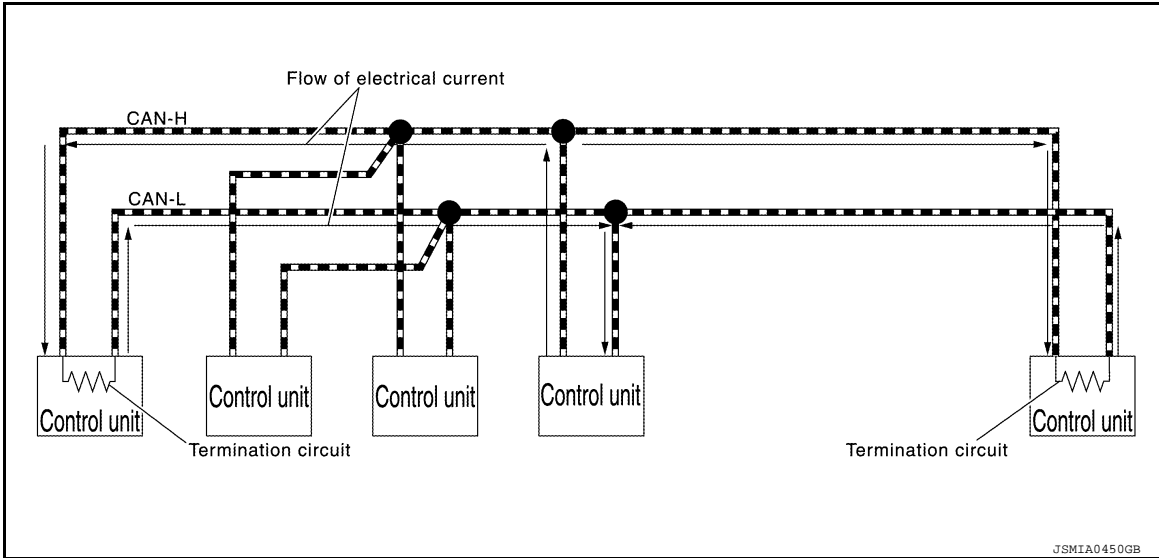 Flow of electrical current
CAN-H
CAN-L
Control unit
Control unit
Control unit
Control unit
Control unit
Termination circuit
Termination circuit
JSMIA0450GB